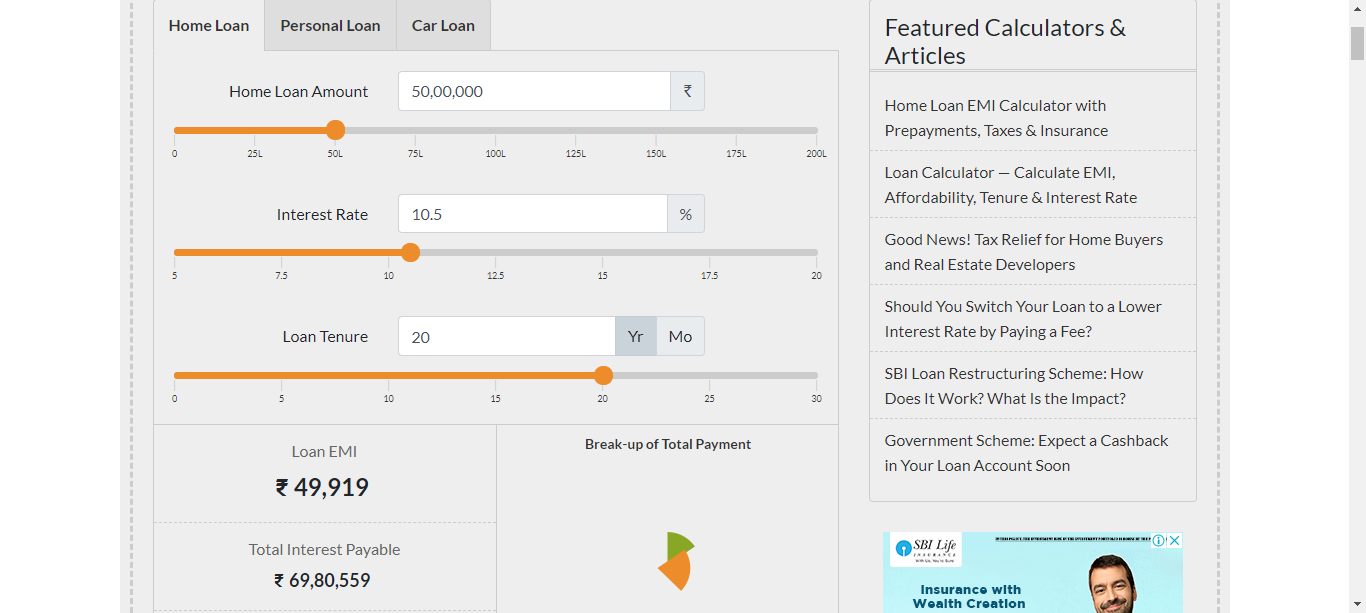 Home Loan
Personal Loan
Car Loan
Home Loan Amount
50,00,000
₹
0
25L
50L
75L
100L
125L
150L
175L
200L
Interest Rate
10.5
%
5
7.5
10
12.5
15
17.5
20
Loan Tenure
20
Yr
Mo
0
5
10
15
20
25
30
Loan EMI
₹ 49,919
Total Interest Payable
₹ 69,80,559
Break-up of Total Payment
Featured Calculators &
Articles
Home Loan EMI Calculator with
Prepayments, Taxes & Insurance
Loan Calculator — Calculate EMI,
Affordability, Tenure & Interest Rate
Good News! Tax Relief for Home Buyers
and Real Estate Developers
Should You Switch Your Loan to a Lower
Interest Rate by Paying a Fee?
SBI Loan Restructuring Scheme: How
Does It Work? What Is the Impact?
Government Scheme: Expect a Cashback
in Your Loan Account Soon
SBI Life
INSURANCE
With Us, You're Sure
Insurance with
Wealth Creation